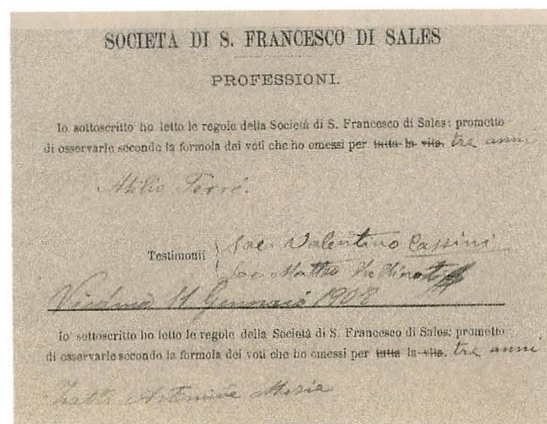 SOCIETÀ DI S. FRANCESCO DI SALES
PROFESSIONI.
Io sottoscritto ho letto le regole della Società di S. Francesco di Sales; prometto
di osservarle secondo la formola dei voti che ho emessi per tutta la vita. tre anni
Atilio Ferré.
Testimonii
Sac. Valentino Cassini
Sac. Matteo
11 Gennaio 1902
Io sottoscritto ho letto le regole della Società di S. Francesco di Sales; prometto
di osservarle secondo la formola dei voti che ho emessi per tutta la vita. tre anni
Zatti Artemide Maria